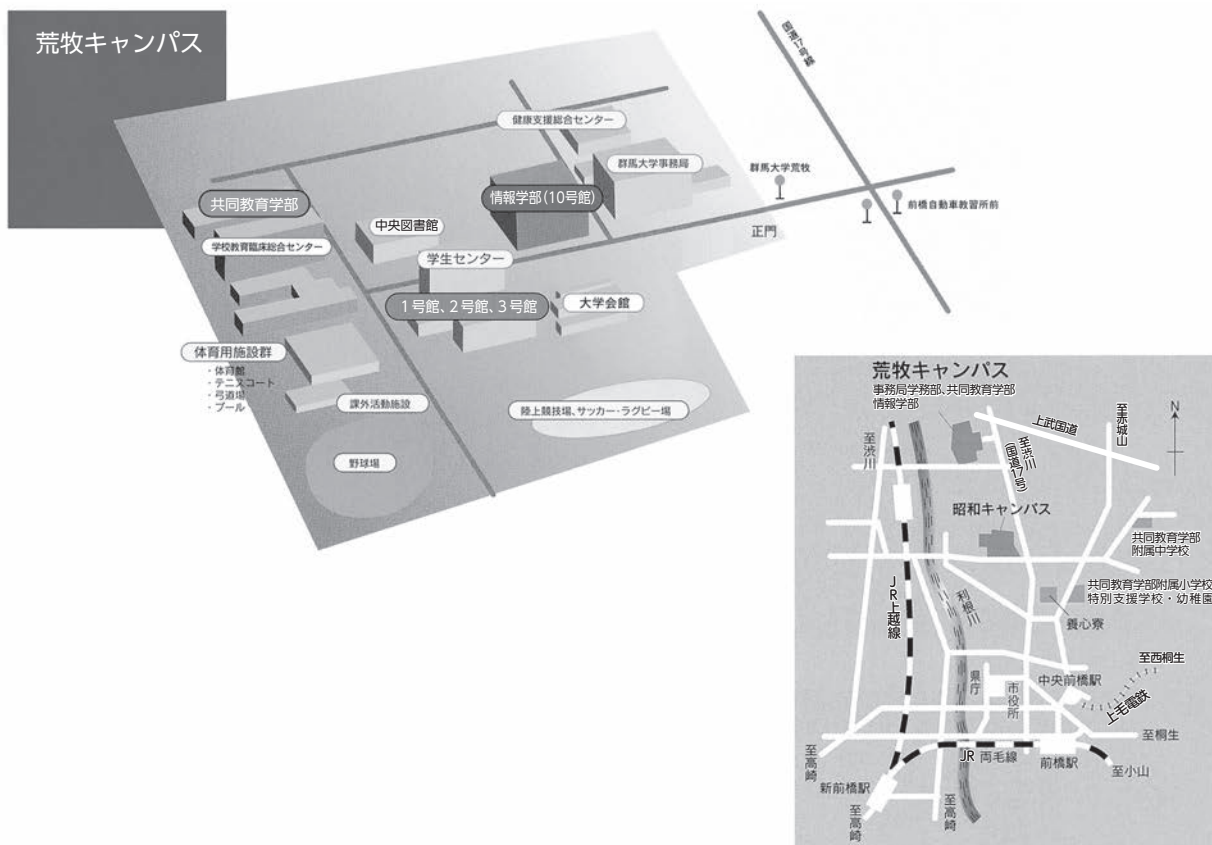 荒牧キャンパス
国道17号線
健康支援総合センター
群馬大学事務局
群馬大学荒牧
前橋自動車教習所前
正門
情報学部(10号館)
共同教育学部
中央図書館
学校教育臨床総合センター
学生センター
1号館、2号館、3号館
大学会館
体育用施設群
・体育館
・テニスコート
・弓道場
・プール
課外活動施設
陸上競技場、サッカー・ラグビー場
野球場
荒牧キャンパス
事務局学務部、共同教育学部
情報学部
至渋川
至渋川
(国道17号)
上武国道
至赤城山
N
昭和キャンパス
共同教育学部
附属中学校
共同教育学部附属小学校
特別支援学校・幼稚園
養心寮
JR上越線
利根川
至西桐生
中央前橋駅
上毛電鉄
県庁
市役所
至桐生
JR 両毛線
前橋駅
至小山
至高崎
新前橋駅
至高崎
至高崎